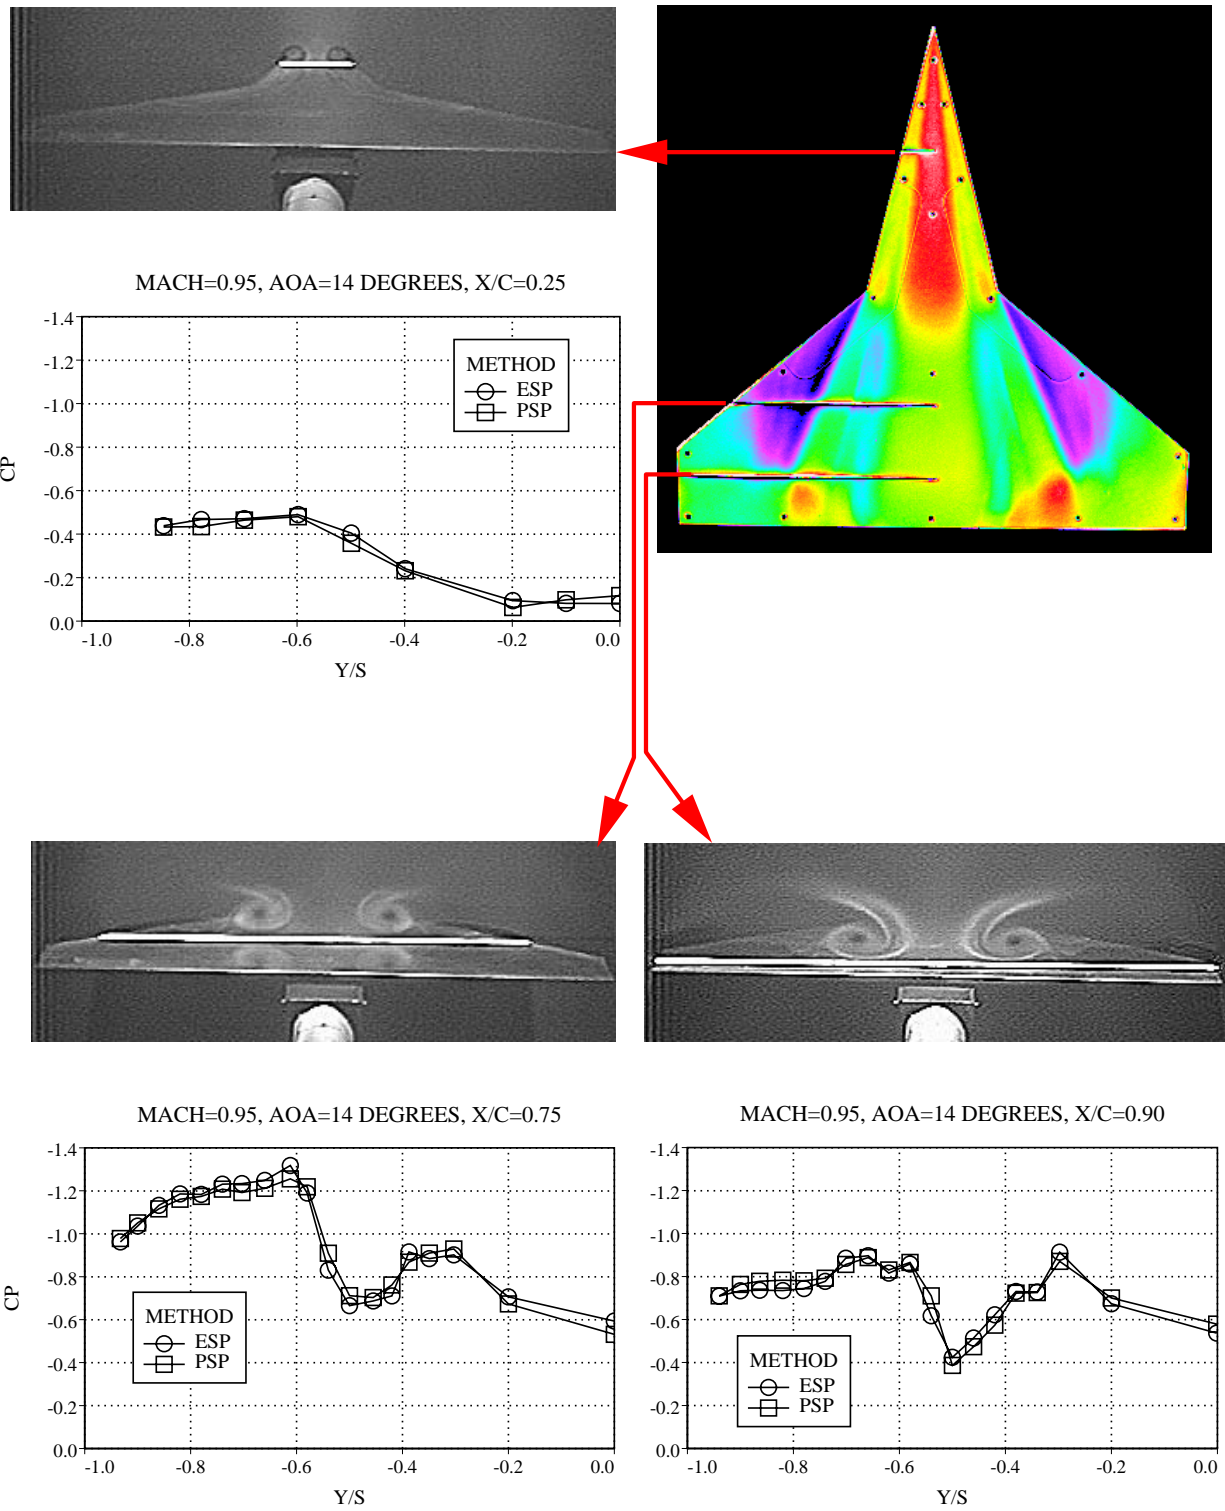 MACH=0.95, AOA=14 DEGREES, X/C=0.25
-1.4
-1.2
-1.0
-0.8
-0.6
-0.4
-0.2
0.0
CP
METHOD
ESP
PSP
-1.0 -0.8 -0.6 -0.4 -0.2 0.0
Y/S
MACH=0.95, AOA=14 DEGREES, X/C=0.75
-1.4
-1.2
-1.0
-0.8
-0.6
-0.4
-0.2
0.0
CP
METHOD
ESP
PSP
-1.0 -0.8 -0.6 -0.4 -0.2 0.0
Y/S
MACH=0.95, AOA=14 DEGREES, X/C=0.90
-1.4
-1.2
-1.0
-0.8
-0.6
-0.4
-0.2
0.0
METHOD
ESP
PSP
-1.0 -0.8 -0.6 -0.4 -0.2 0.0
Y/S